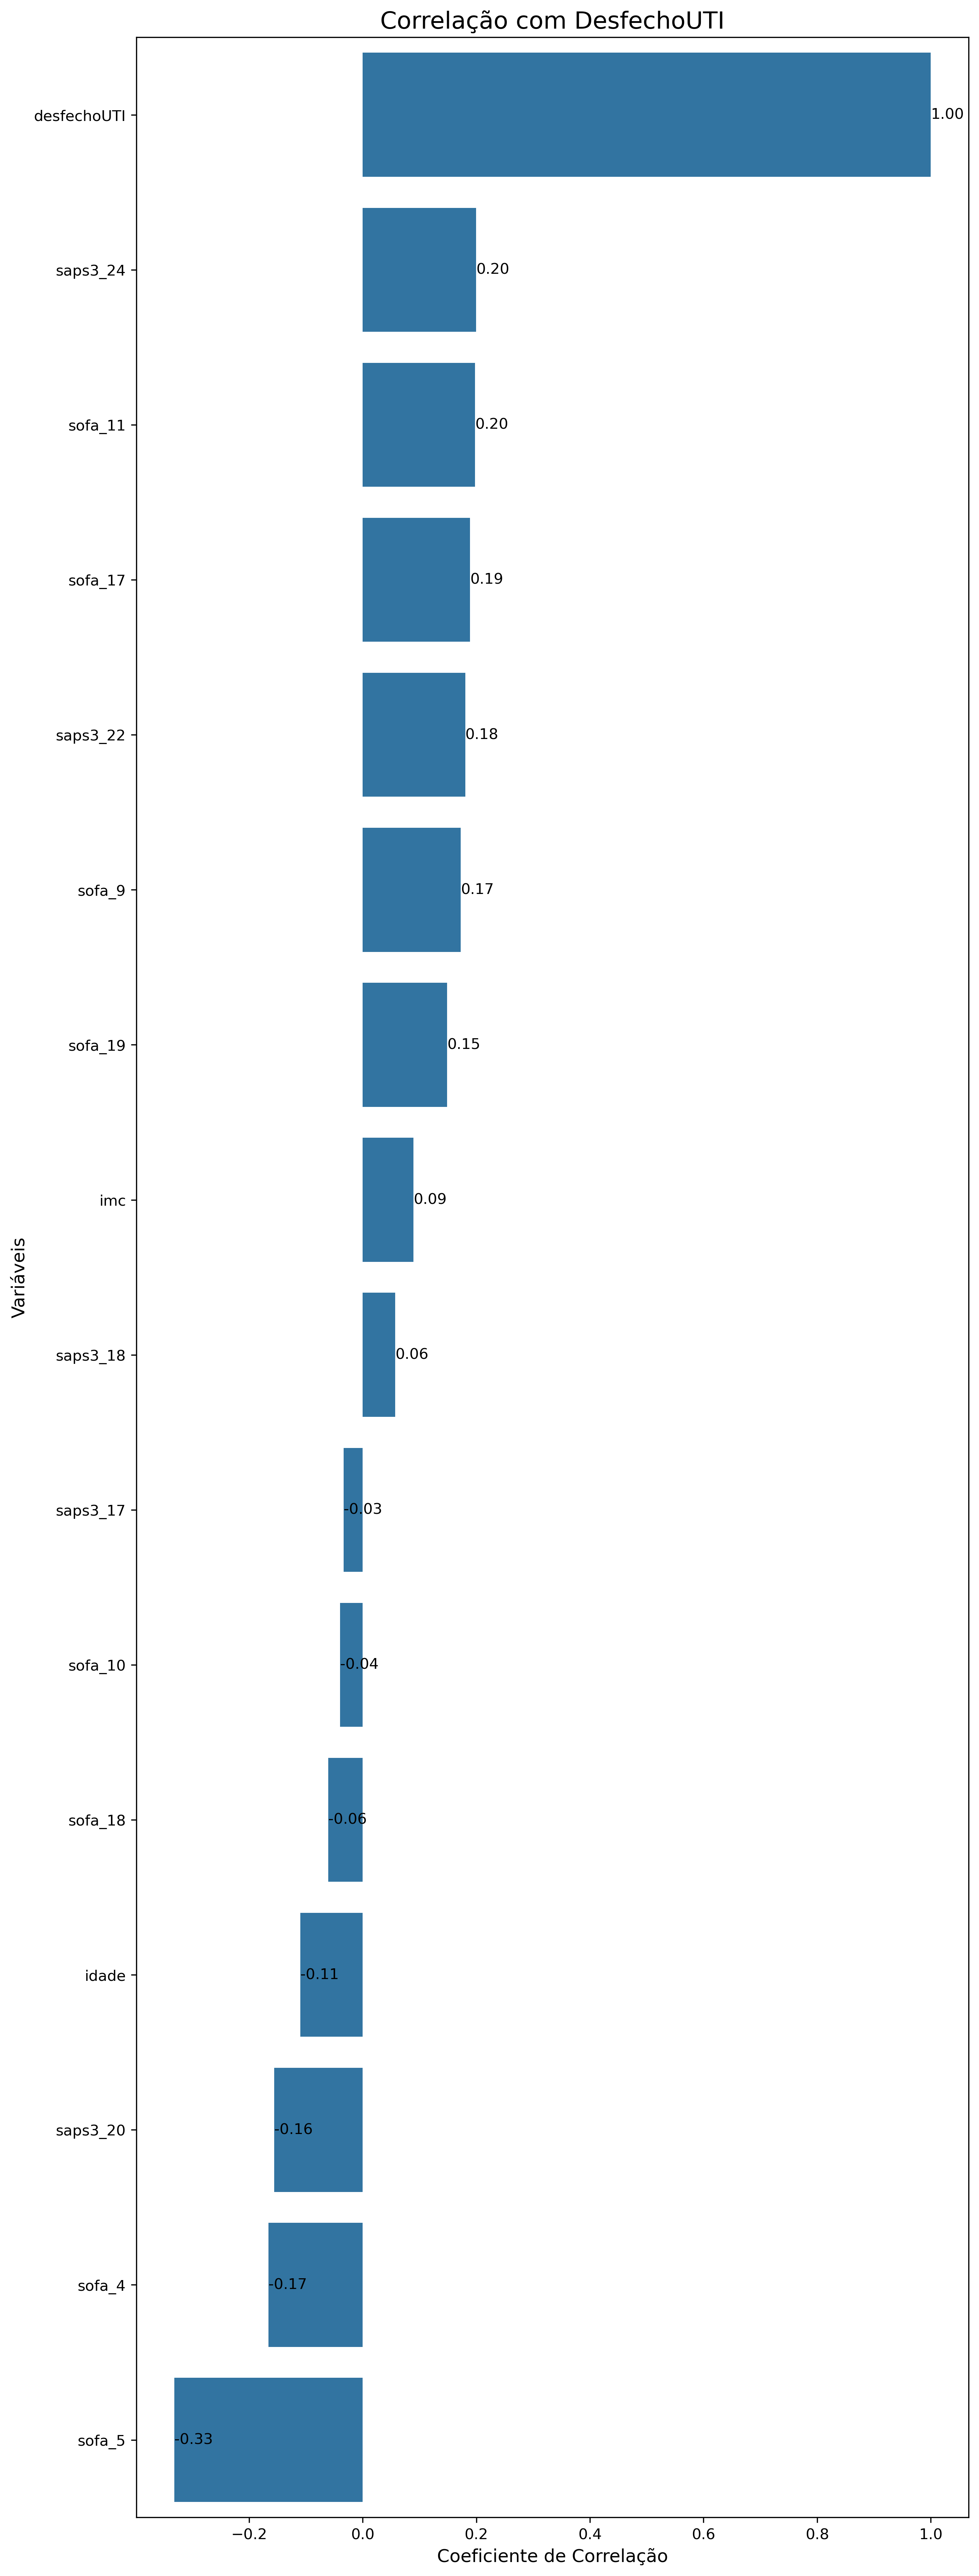 Correlação com DesfechoUTI
desfechoUTI
1.00
saps3_24
0.20
sofa_11
0.20
sofa_17
0.19
saps3_22
0.18
sofa_9
0.17
sofa_19
0.15
imc
0.09
saps3_18
0.06
saps3_17
-0.03
sofa_10
-0.04
sofa_18
-0.06
idade
-0.11
saps3_20
-0.16
sofa_4
-0.17
sofa_5
-0.33
Variáveis
−0.2 0.0 0.2 0.4 0.6 0.8 1.0
Coeficiente de Correlação